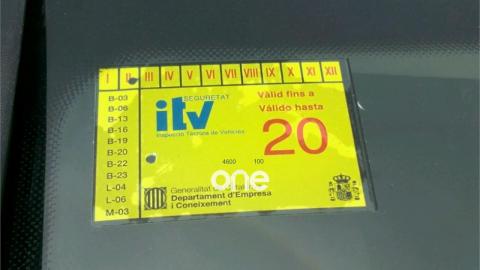 I II III IV V VI VII VIII IX X XI XII
B-03
B-06
B-13
B-16
B-19
B-20
B-22
B-23
L-04
L-06
M-03
SEGURETAT
itv
Inspecció Tècnica de Vehicles
Vàlid fins a
Válido hasta
20
4600 100
one
Generalitat de Catalunya
Departament d'Empresa
i Coneixement